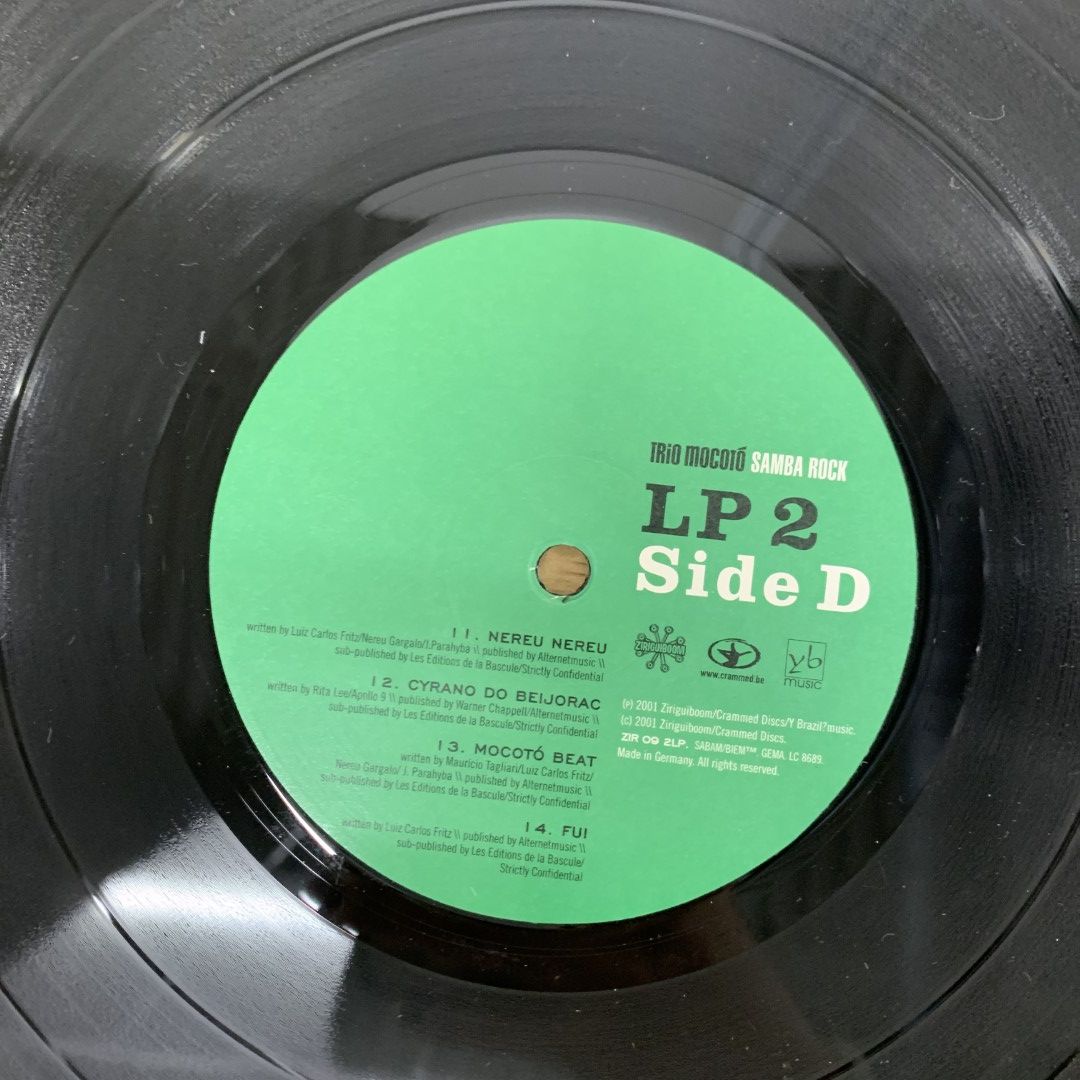 TRiO MOCOTÓ SAMBA ROCK
LP 2
Side D
11. NEREU NEREU
written by Luiz Carlos Fritz/Nereu Gargalo/J.Parahyba \\ published by Alternetmusic \\
sub-published by Les Editions de la Bascule/Strictly Confidential
12. CYRANO DO BEIJORAC
written by Rita Lee/Apollo 9 \\ published by Warner Chappell/Alternetmusic \\
sub-published by Les Editions de la Bascule/Strictly Confidential
13. MOCOTÓ BEAT
written by Mauricio Tagliari/Luiz Carlos Fritz/
Nereu Gargalo/ J. Parahyba \\ published by Alternetmusic \\
sub-published by Les Editions de la Bascule/Strictly Confidential
14. FUI
written by Luiz Carlos Fritz \\ published by Alternetmusic \\
sub-published by Les Editions de la Bascule/
Strictly Confidential
ZIRIGUIBOOM
www.crammed.be
yb
music
(P) 2001 Ziriguiboom/Crammed Discs/Y Brazil?music.
(c) 2001 Ziriguiboom/Crammed Discs.
ZIR 09 2LP. SABAM/BIEM™ GEMA. LC 8689.
Made in Germany. All rights reserved.